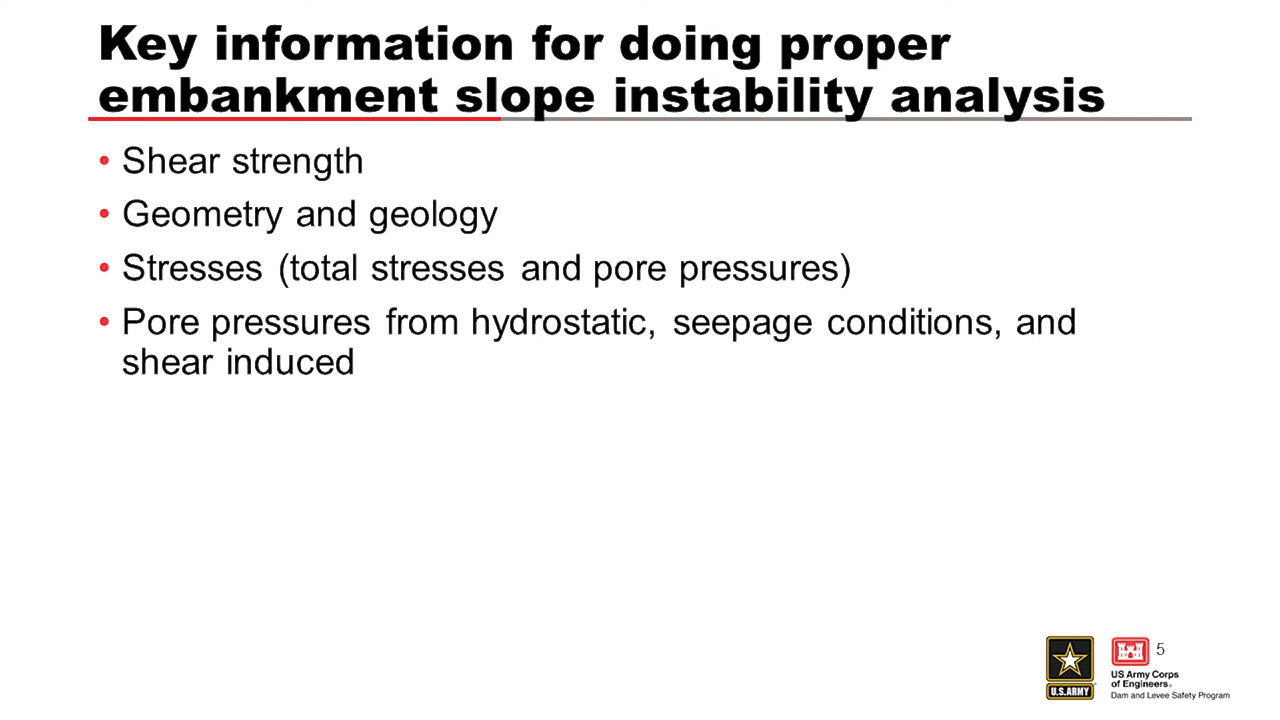 Key information for doing proper
embankment slope instability analysis
• Shear strength
• Geometry and geology
• Stresses (total stresses and pore pressures)
• Pore pressures from hydrostatic, seepage conditions, and
shear induced
5
U.S. ARMY
US Army Corps
of Engineers®
Dam and Levee Safety Program